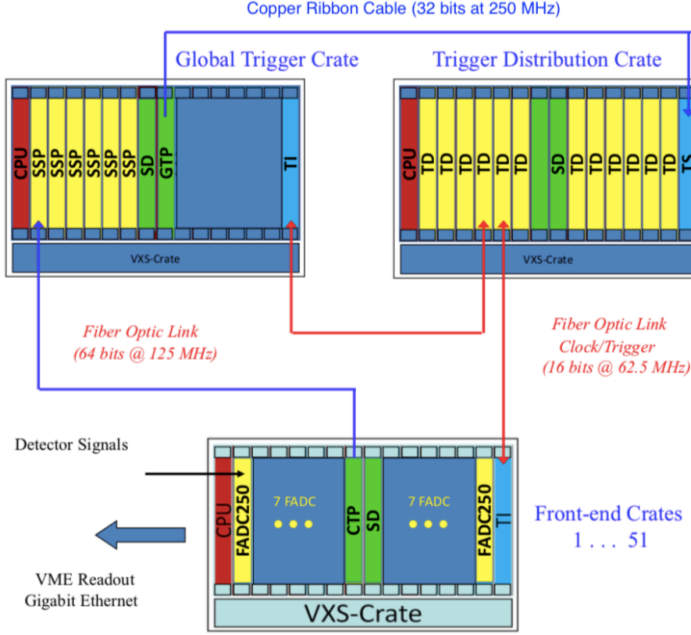 Copper Ribbon Cable (32 bits at 250 MHz)
Global Trigger Crate
Trigger Distribution Crate
CPU
SSP
SSP
SSP
SSP
SSP
SSP
SD
GTP
TI
VXS-Crate
CPU
TD
TD
TD
TD
TD
TD
SD
TD
TD
TD
TD
TD
TD
TS
VXS-Crate
Fiber Optic Link
(64 bits @ 125 MHz)
Fiber Optic Link
Clock/Trigger
(16 bits @ 62.5 MHz)
Detector Signals
CPU
FADC250
7 FADC
CTP
SD
7 FADC
FADC250
TI
VXS-Crate
Front-end Crates
1 . . . 51
VME Readout
Gigabit Ethernet